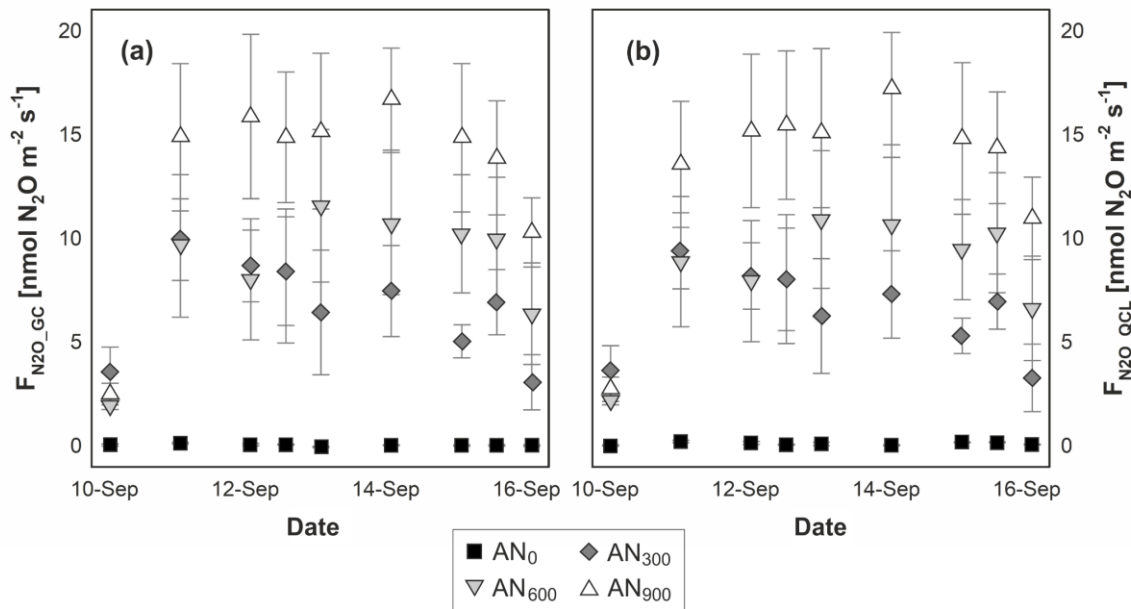 (a)
(b)
20
15
10
5
0
F_N2O_GC [nmol N₂O m⁻² s⁻¹]
20
15
10
5
0
F_N2O_QCL [nmol N₂O m⁻² s⁻¹]
10-Sep 12-Sep 14-Sep 16-Sep
10-Sep 12-Sep 14-Sep 16-Sep
Date
Date
AN₀ AN₃₀₀
AN₆₀₀ AN₉₀₀